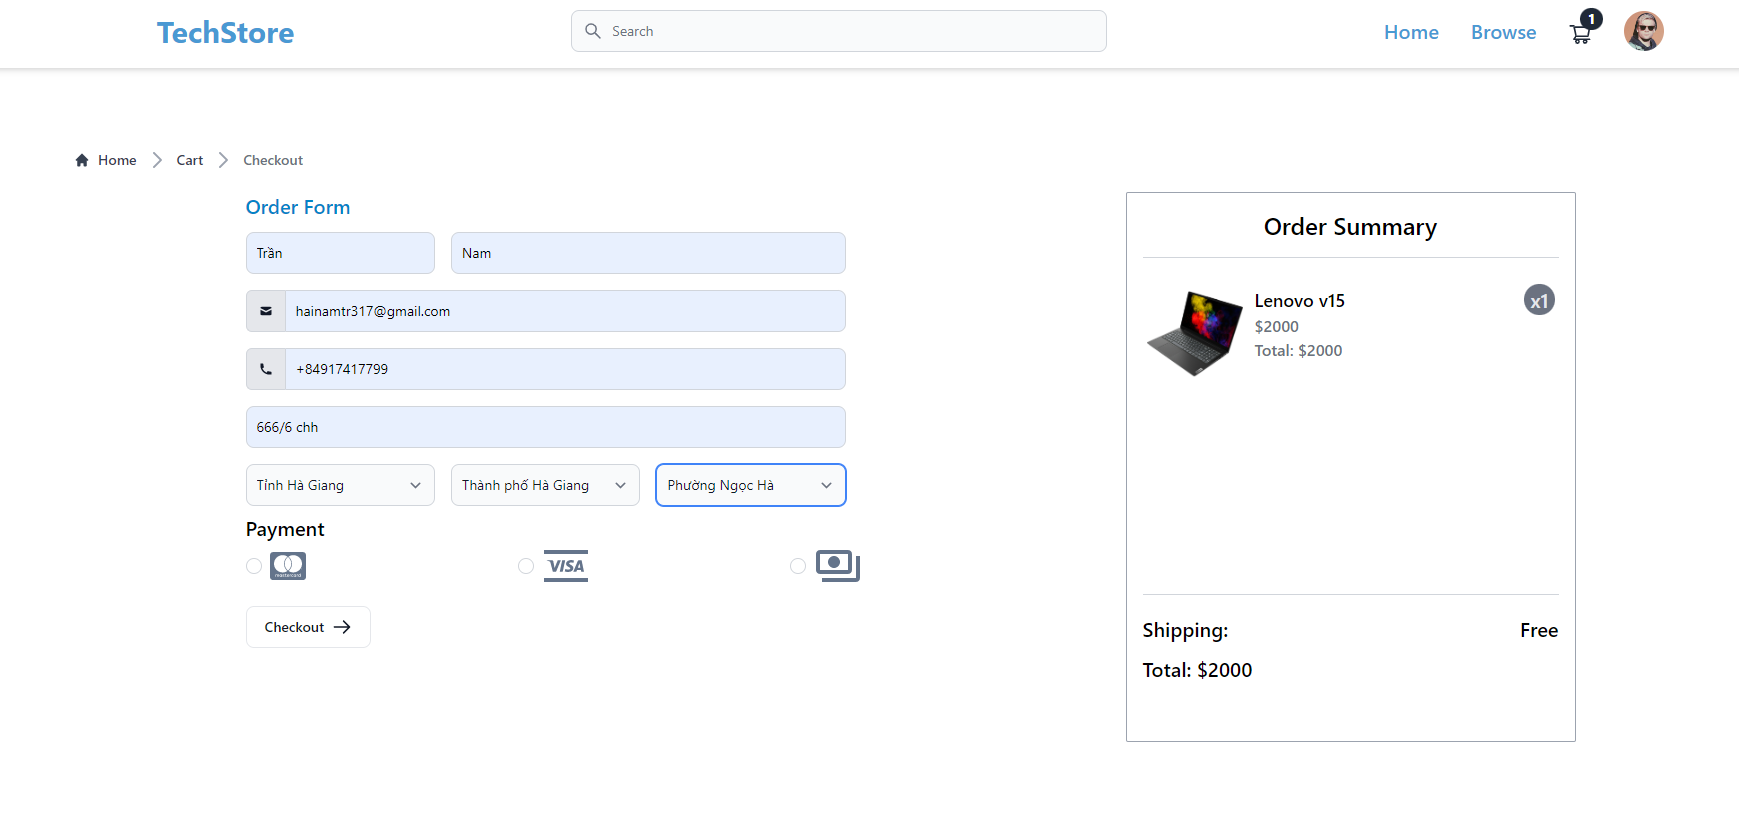 TechStore
Search
Home
Browse
1
Home
Cart
Checkout
Order Form
Trần
Nam
hainamtr317@gmail.com
+84917417799
666/6 chh
Tỉnh Hà Giang
Thành phố Hà Giang
Phường Ngọc Hà
Payment
mastercard
VISA
Checkout
Order Summary
Lenovo v15
x1
$2000
Total: $2000
Shipping:
Free
Total: $2000